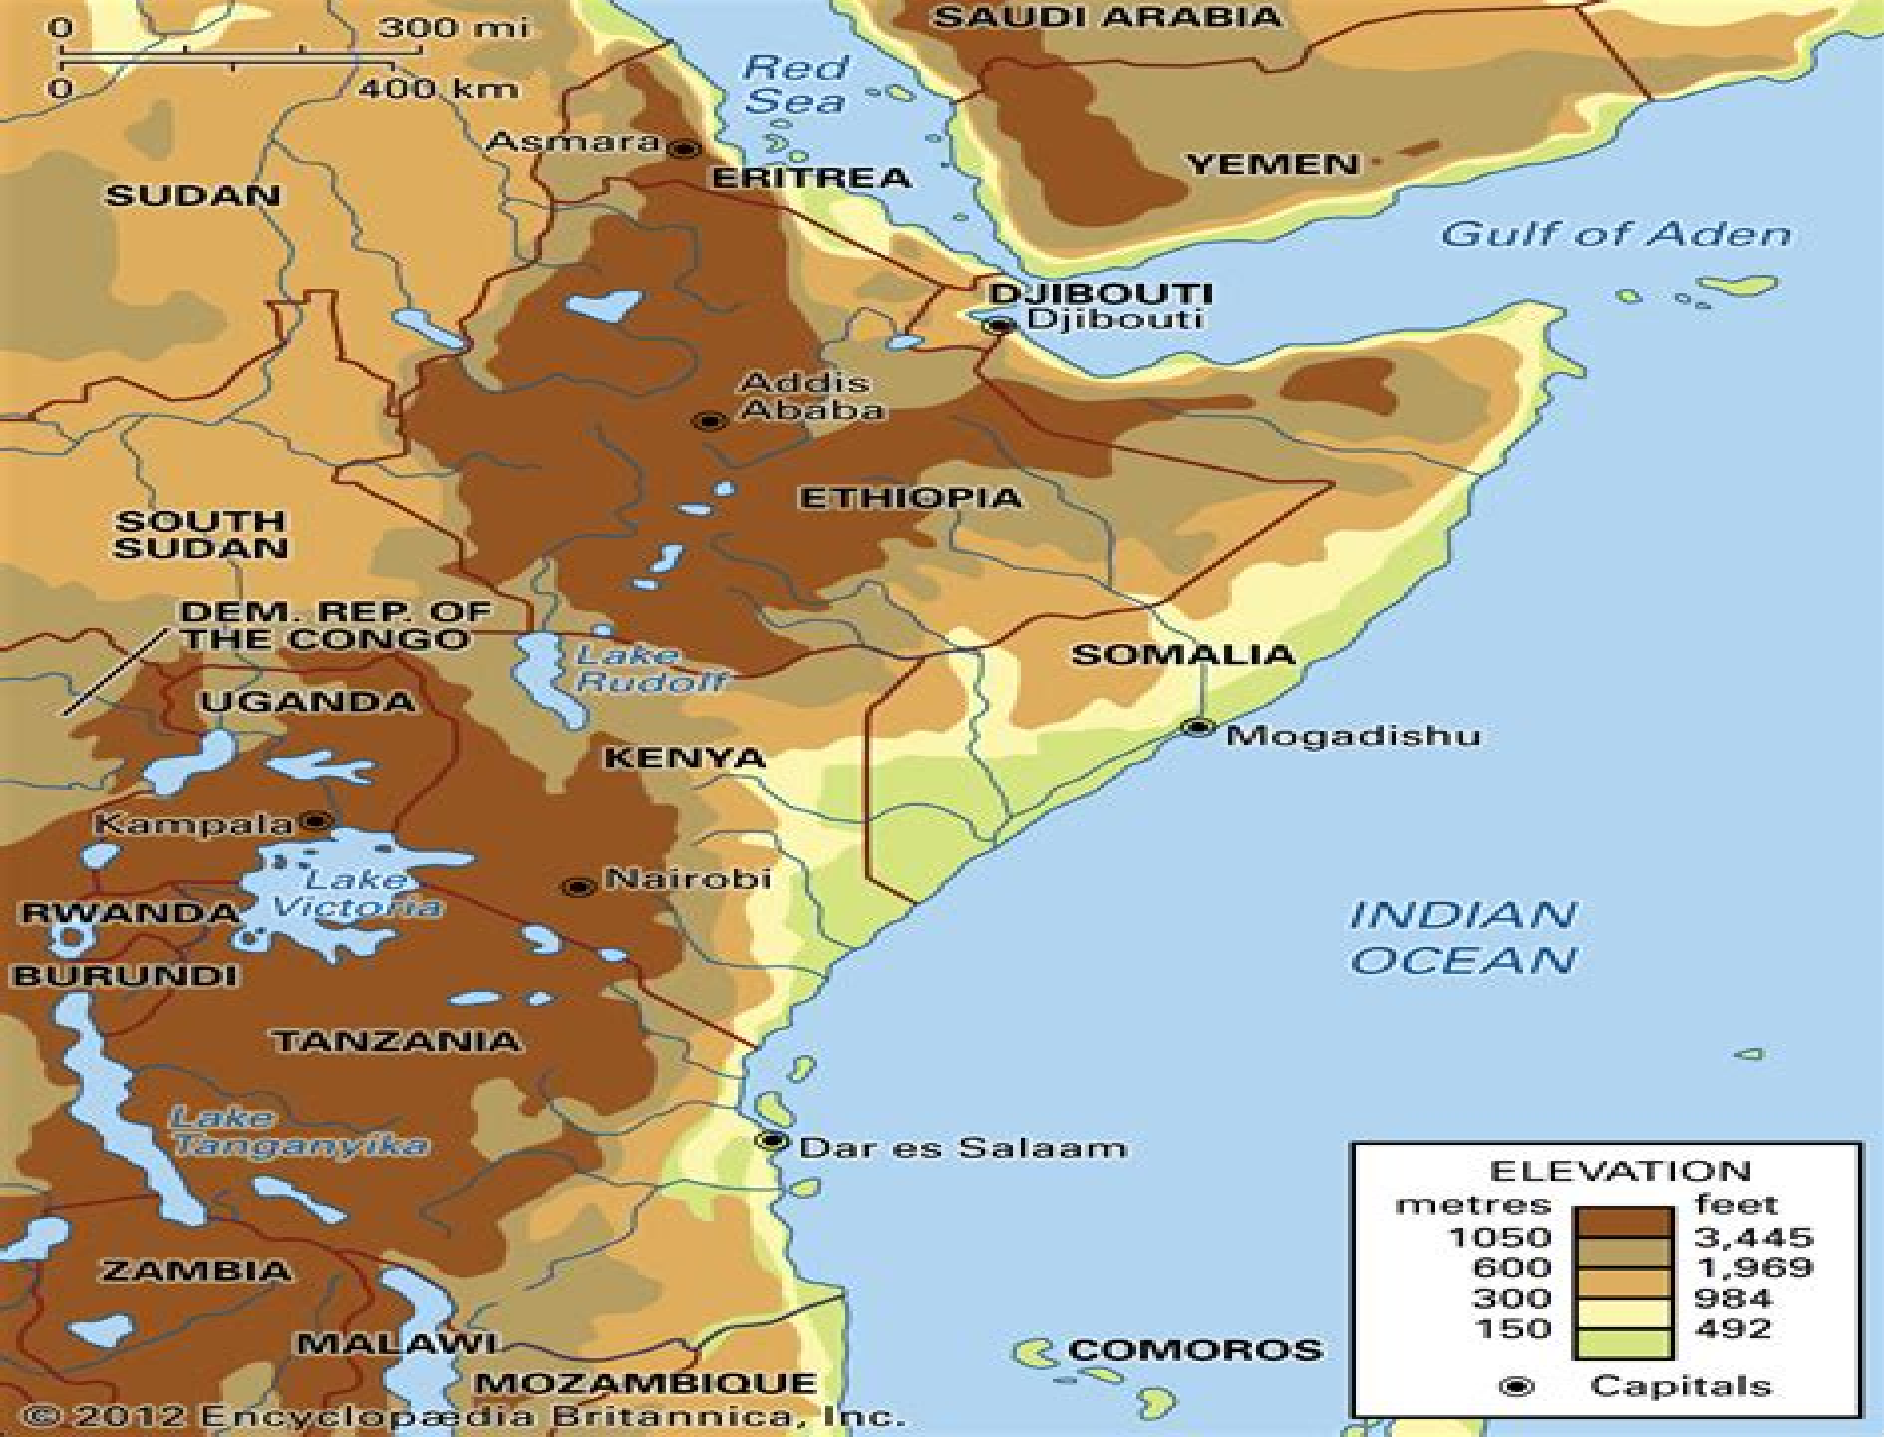 0 300 mi
0 400 km
SAUDI ARABIA
Red
Sea
Asmara
ERITREA
YEMEN
SUDAN
Gulf of Aden
DJIBOUTI
Djibouti
Addis
Ababa
ETHIOPIA
SOUTH
SUDAN
DEM. REP. OF
THE CONGO
Lake
Rudolf
SOMALIA
UGANDA
KENYA
Mogadishu
Kampala
Nairobi
Lake
Victoria
RWANDA
INDIAN
OCEAN
BURUNDI
TANZANIA
Lake
Tanganyika
Dar es Salaam
ZAMBIA
MALAWI
MOZAMBIQUE
COMOROS
ELEVATION
metres feet
1050 3,445
600 1,969
300 984
150 492
Capitals
© 2012 Encyclopædia Britannica, Inc.